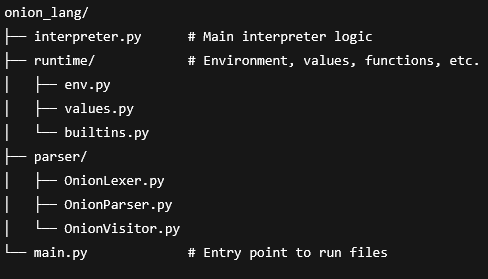 onion_lang/
├── interpreter.py      # Main interpreter logic
├── runtime/            # Environment, values, functions, etc.
│   ├── env.py
│   ├── values.py
│   └── builtins.py
├── parser/
│   ├── OnionLexer.py
│   ├── OnionParser.py
│   └── OnionVisitor.py
└── main.py             # Entry point to run files